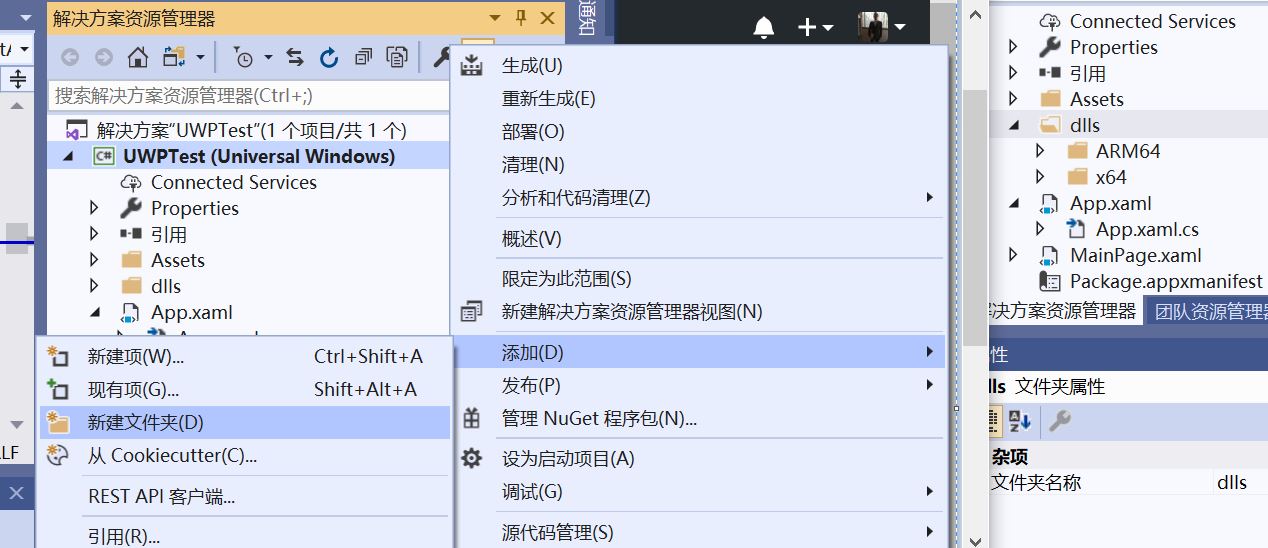 解决方案资源管理器
通知
搜索解决方案资源管理器(Ctrl+;)
解决方案"UWPTest"(1 个项目/共 1 个)
UWPTest (Universal Windows)
Connected Services
Properties
引用
Assets
dlls
App.xaml
新建项(W)... Ctrl+Shift+A
现有项(G)... Shift+Alt+A
新建文件夹(D)
从 Cookiecutter(C)...
REST API 客户端...
引用(R)...
LF
生成(U)
重新生成(E)
部署(O)
清理(N)
分析和代码清理(Z)
概述(V)
限定为此范围(S)
新建解决方案资源管理器视图(N)
添加(D)
发布(P)
管理 NuGet 程序包(N)...
设为启动项目(A)
调试(G)
源代码管理(S)
Connected Services
Properties
引用
Assets
dlls
ARM64
x64
App.xaml
App.xaml.cs
MainPage.xaml
Package.appxmanifest
决方案资源管理器 团队资源管理器
性
lls 文件夹属性
杂项
文件夹名称 dlls